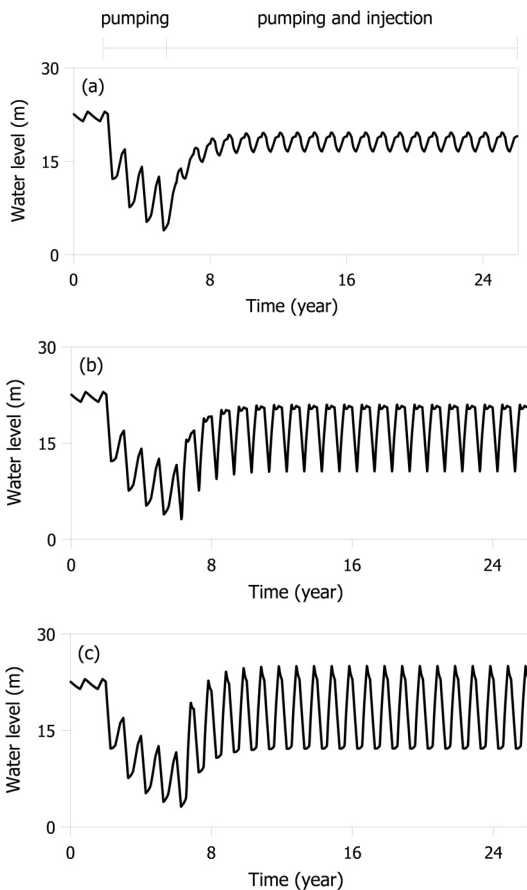 pumping pumping and injection
30
(a)
Water level (m)
15
0
0 8 16 24
Time (year)
30
(b)
Water level (m)
15
0
0 8 16 24
Time (year)
30
(c)
Water level (m)
15
0
0 8 16 24
Time (year)